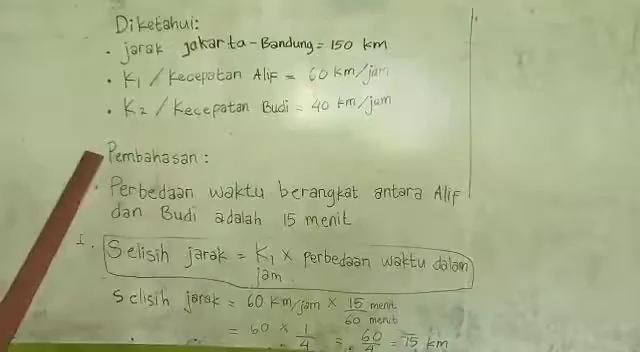 Diketahui:
• jarak Jakarta - Bandung = 150 km
• K₁ / Kecepatan Alif = 60 km/jam
• K₂ / Kecepatan Budi = 40 km/jam
Pembahasan :
• Perbedaan waktu berangkat antara Alif
dan Budi adalah 15 menit
1. Selisih jarak = K₁ × perbedaan waktu dalam
jam.
Selisih jarak = 60 km/jam × 15 menit / 60 menit
= 60 × 1/4 = 60/4 = 15 km